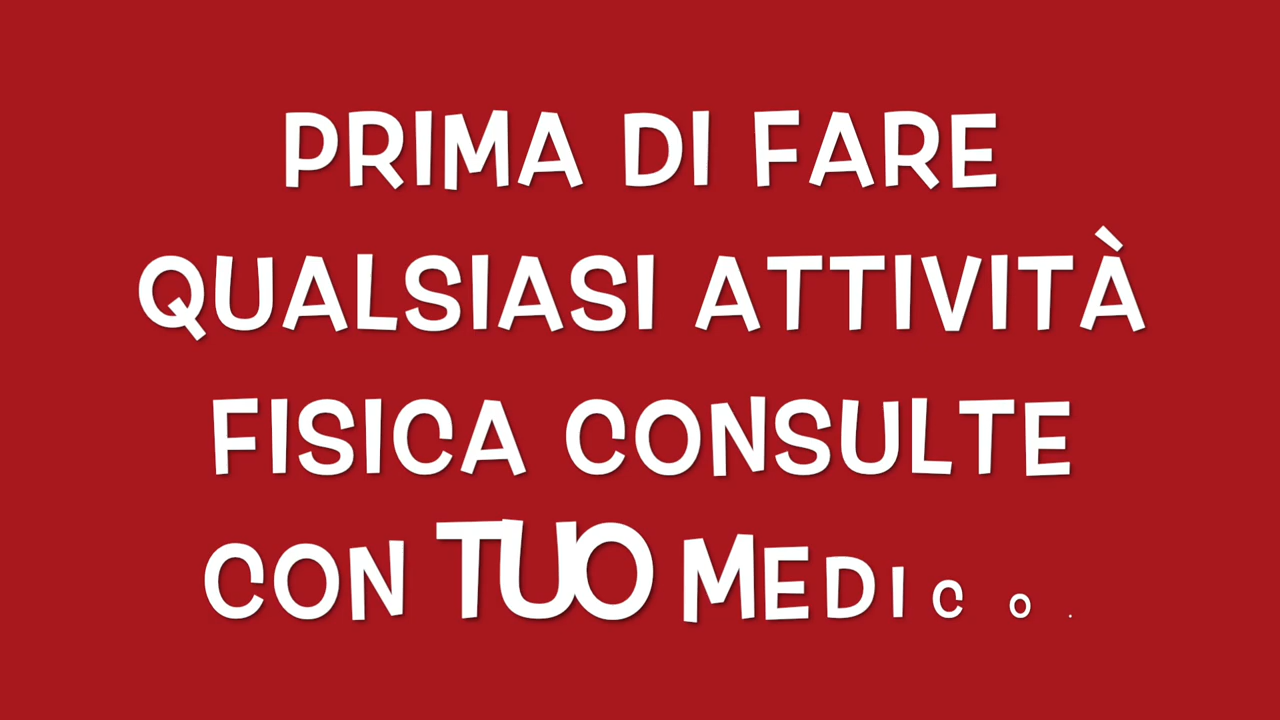 PRIMA DI FARE
QUALSIASI ATTIVITÀ
FISICA CONSULTE
CON TUO MEDICO.